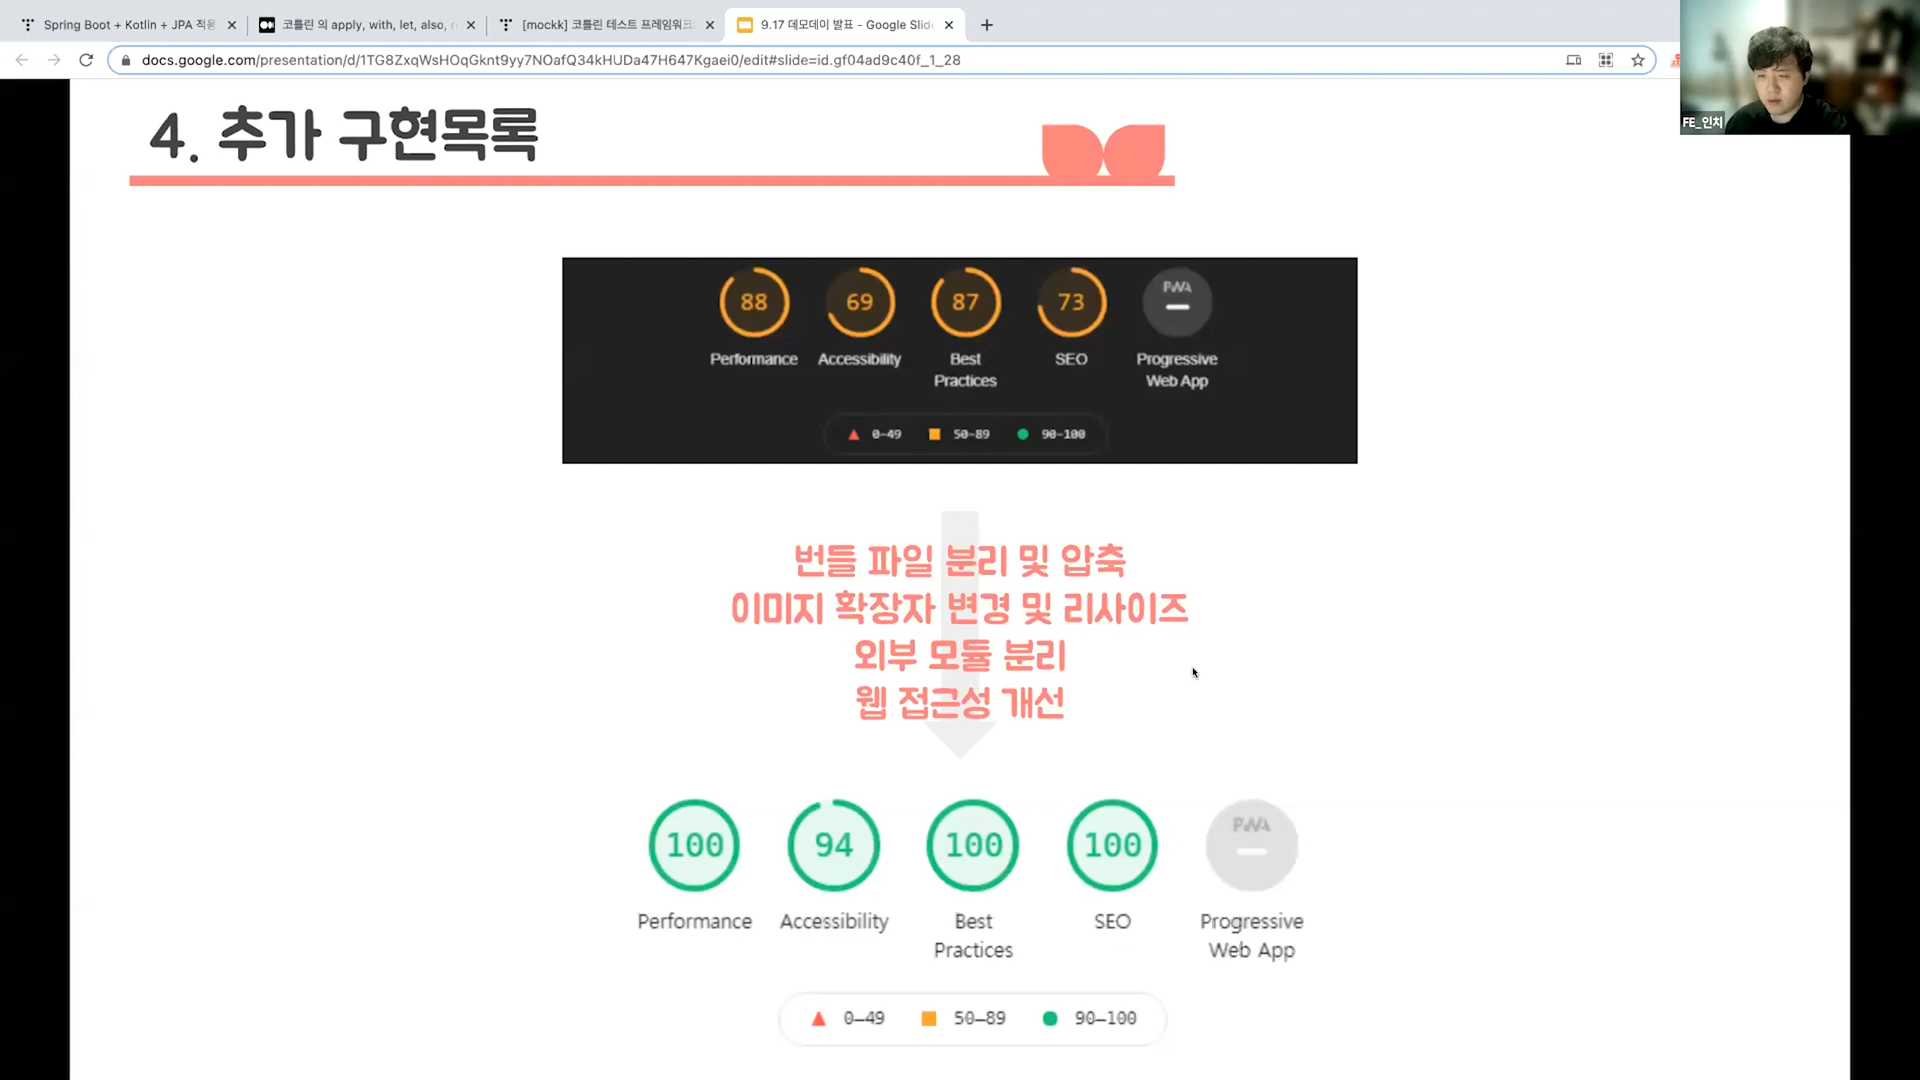 Spring Boot + Kotlin + JPA 적용
코틀린 의 apply, with, let, also, r
[mockk] 코틀린 테스트 프레임워크
9.17 데모데이 발표 - Google Slid
docs.google.com/presentation/d/1TG8ZxqWsHOqGknt9yy7NOafQ34kHUDa47H647Kgaei0/edit#slide=id.gf04ad9c40f_1_28
FE_인치
4. 추가 구현목록
88 69 87 73 PWA
Performance Accessibility Best Practices SEO Progressive Web App
0–49 50–89 90–100
번들 파일 분리 및 압축
이미지 확장자 변경 및 리사이즈
외부 모듈 분리
웹 접근성 개선
100 94 100 100 PWA
Performance Accessibility Best Practices SEO Progressive Web App
0–49 50–89 90–100